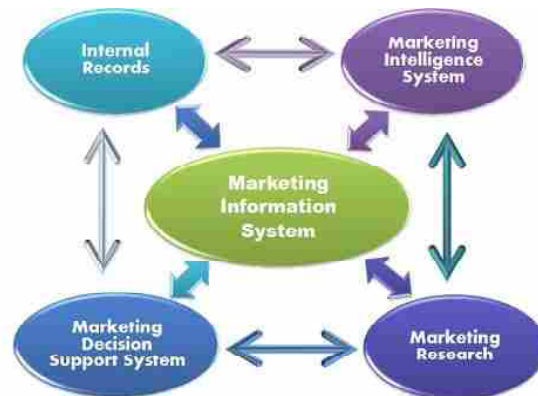 Internal
Records
Marketing
Intelligence
System
Marketing
Information
System
Marketing
Decision
Support System
Marketing
Research